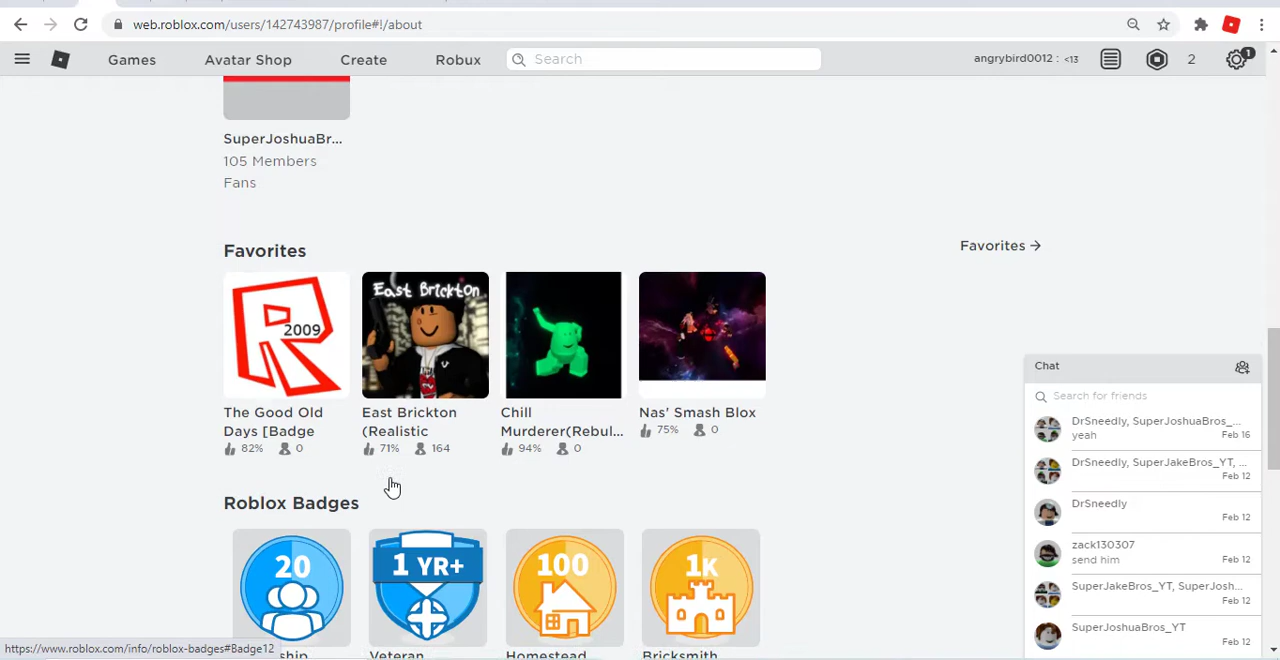 web.roblox.com/users/142743987/profile#!/about
Games
Avatar Shop
Create
Robux
Search
angrybird0012 : <13
2
1
SuperJoshuaBr...
105 Members
Fans
Favorites
Favorites →
2009
East Brickton
The Good Old
Days [Badge
82%
0
East Brickton
(Realistic
71%
164
Chill
Murderer(Rebul...
94%
0
Nas' Smash Blox
75%
0
Roblox Badges
20
1 YR+
100
1K
Veteran
Homestead
Bricksmith
Chat
Search for friends
DrSneedly, SuperJoshuaBros_...
yeah
Feb 16
DrSneedly, SuperJakeBros_YT, ...
Feb 12
DrSneedly
Feb 12
zack130307
send him
Feb 12
SuperJakeBros_YT, SuperJosh...
Feb 12
SuperJoshuaBros_YT
Feb 12
https://www.roblox.com/info/roblox-badges#Badge12